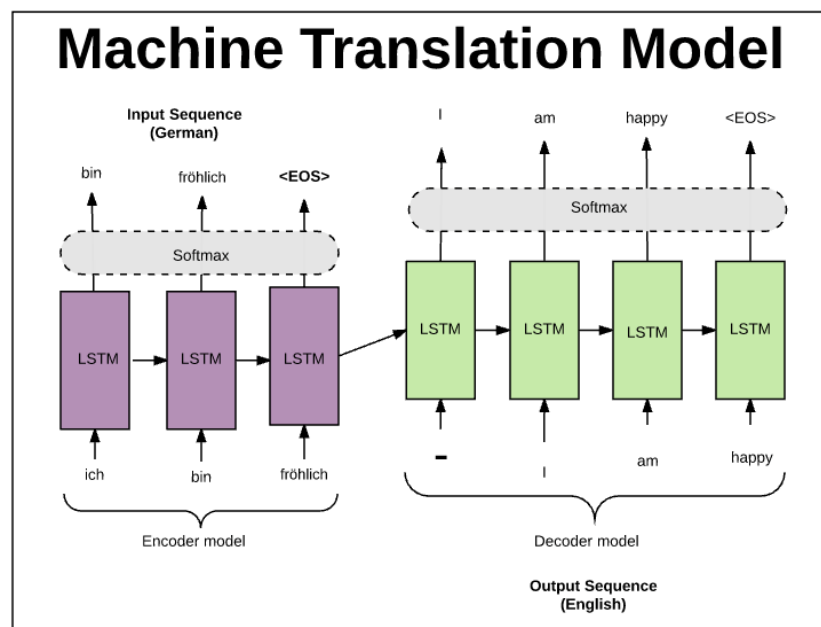 Machine Translation Model
Input Sequence
(German)
bin fröhlich <EOS>
Softmax
LSTM LSTM LSTM
ich bin fröhlich
Encoder model
I am happy <EOS>
Softmax
LSTM LSTM LSTM LSTM
- I am happy
Decoder model
Output Sequence
(English)